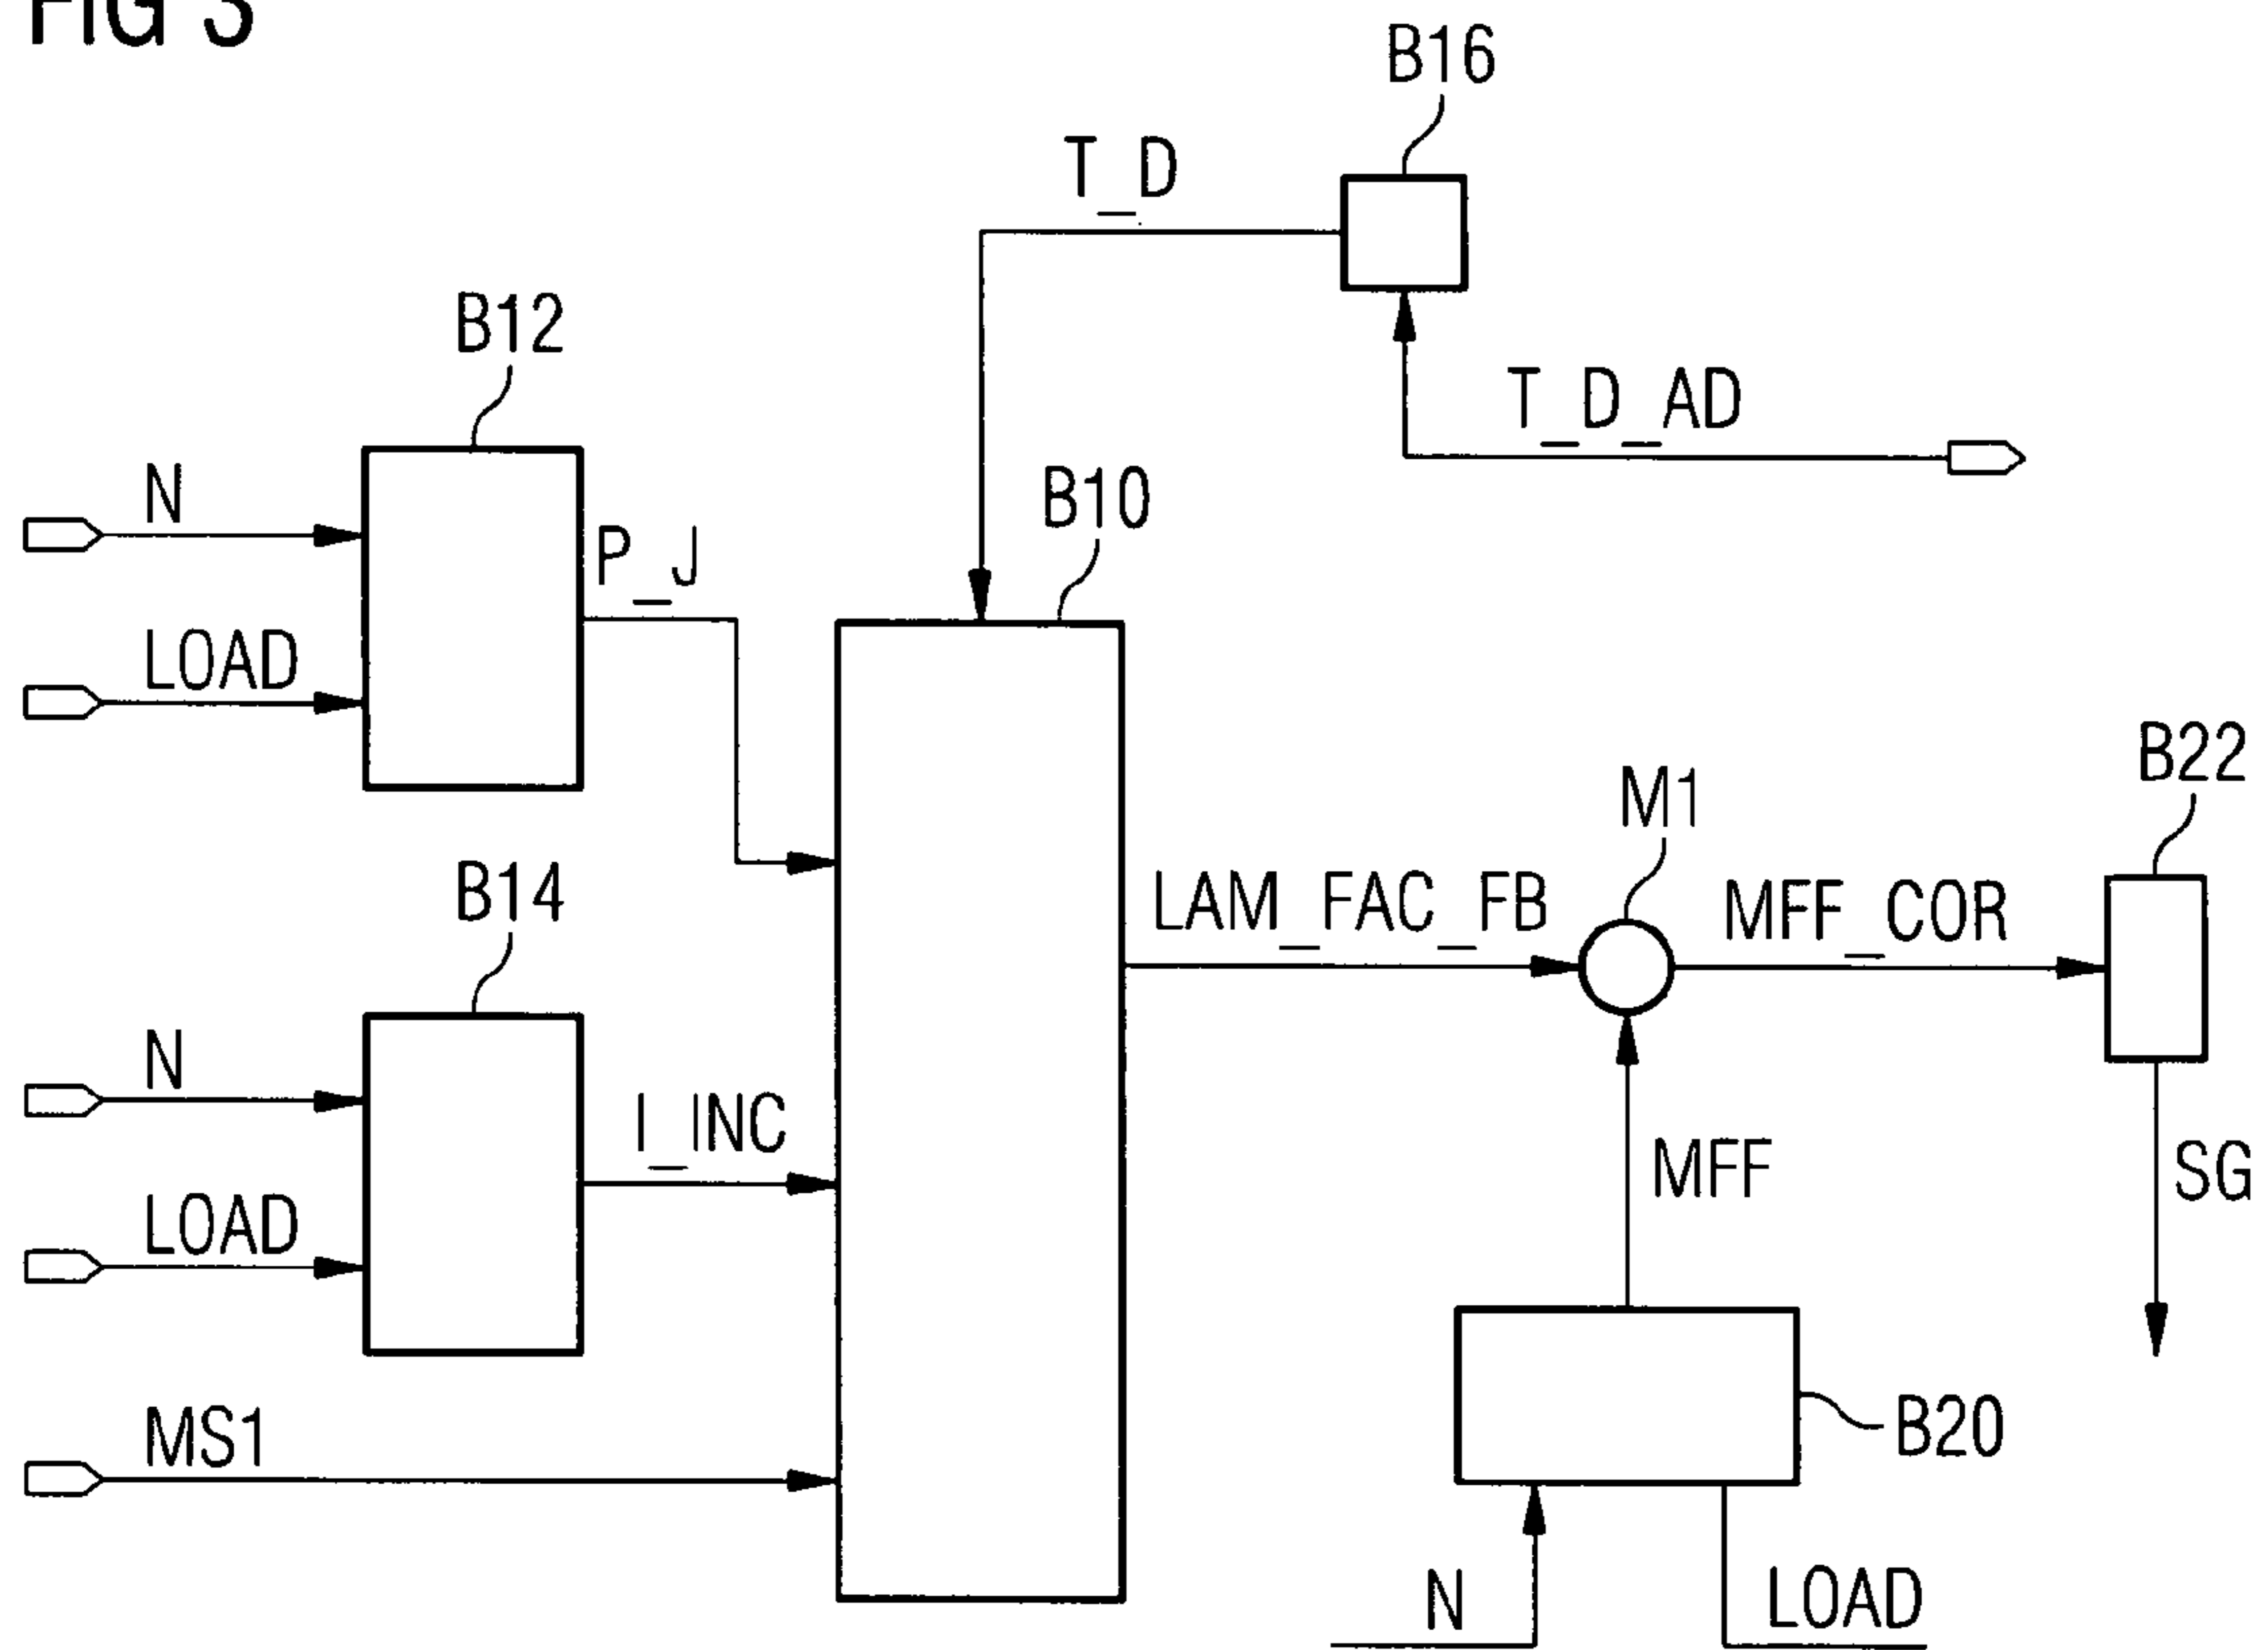 FIG 3
B16
T_D
B12
T_D_AD
N
B10
P_J
LOAD
B22
M1
B14
LAM_FAC_FB
MFF_COR
N
I_INC
MFF
SG
LOAD
B20
MS1
N
LOAD